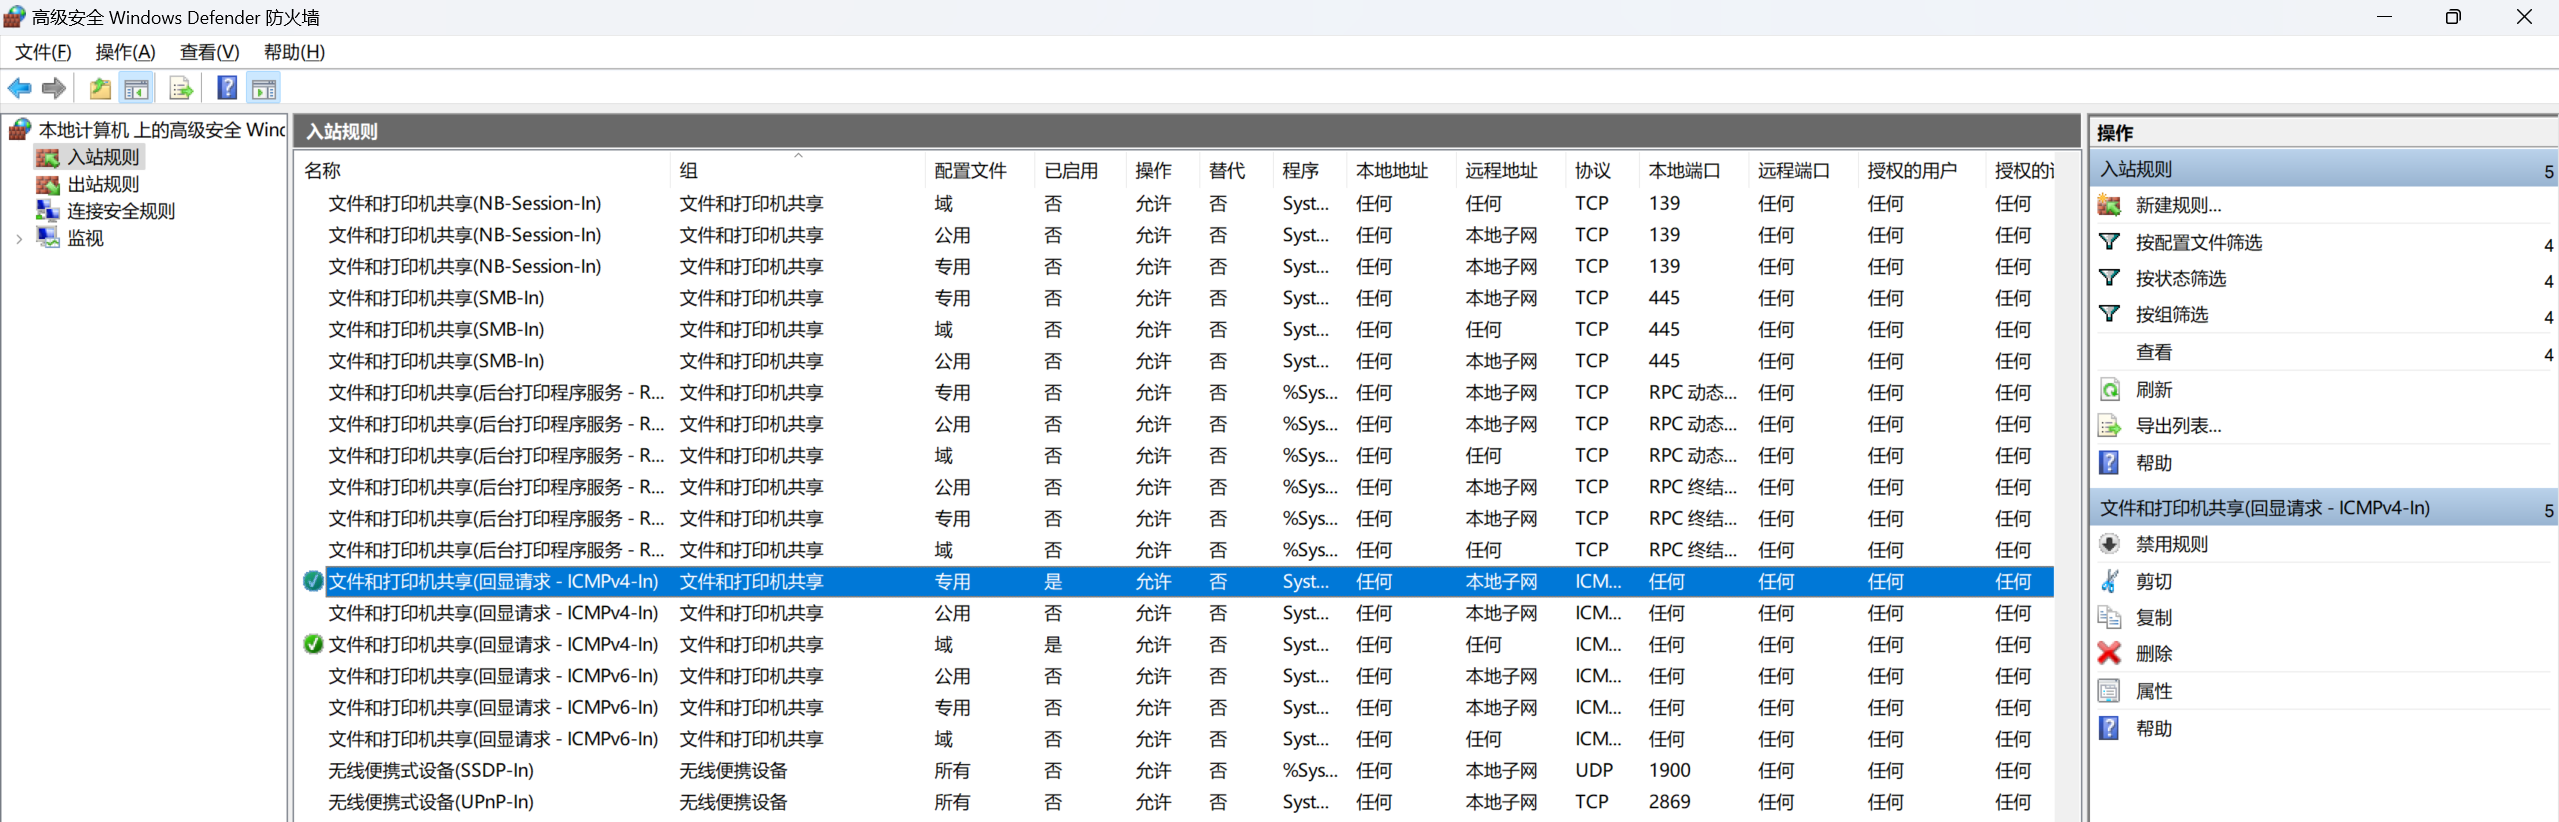 高级安全 Windows Defender 防火墙
文件(F) 操作(A) 查看(V) 帮助(H)
本地计算机 上的高级安全 Winc
入站规则
出站规则
连接安全规则
监视
入站规则
名称 组 配置文件 已启用 操作 替代 程序 本地地址 远程地址 协议 本地端口 远程端口 授权的用户 授权的
文件和打印机共享(NB-Session-In) 文件和打印机共享 域 否 允许 否 Syst... 任何 任何 TCP 139 任何 任何 任何
文件和打印机共享(NB-Session-In) 文件和打印机共享 公用 否 允许 否 Syst... 任何 本地子网 TCP 139 任何 任何 任何
文件和打印机共享(NB-Session-In) 文件和打印机共享 专用 否 允许 否 Syst... 任何 本地子网 TCP 139 任何 任何 任何
文件和打印机共享(SMB-In) 文件和打印机共享 专用 否 允许 否 Syst... 任何 本地子网 TCP 445 任何 任何 任何
文件和打印机共享(SMB-In) 文件和打印机共享 域 否 允许 否 Syst... 任何 任何 TCP 445 任何 任何 任何
文件和打印机共享(SMB-In) 文件和打印机共享 公用 否 允许 否 Syst... 任何 本地子网 TCP 445 任何 任何 任何
文件和打印机共享(后台打印程序服务 - R... 文件和打印机共享 专用 否 允许 否 %Sys... 任何 本地子网 TCP RPC 动态... 任何 任何 任何
文件和打印机共享(后台打印程序服务 - R... 文件和打印机共享 公用 否 允许 否 %Sys... 任何 本地子网 TCP RPC 动态... 任何 任何 任何
文件和打印机共享(后台打印程序服务 - R... 文件和打印机共享 域 否 允许 否 %Sys... 任何 任何 TCP RPC 动态... 任何 任何 任何
文件和打印机共享(后台打印程序服务 - R... 文件和打印机共享 公用 否 允许 否 %Sys... 任何 本地子网 TCP RPC 终结... 任何 任何 任何
文件和打印机共享(后台打印程序服务 - R... 文件和打印机共享 专用 否 允许 否 %Sys... 任何 本地子网 TCP RPC 终结... 任何 任何 任何
文件和打印机共享(后台打印程序服务 - R... 文件和打印机共享 域 否 允许 否 %Sys... 任何 任何 TCP RPC 终结... 任何 任何 任何
文件和打印机共享(回显请求 - ICMPv4-In) 文件和打印机共享 专用 是 允许 否 Syst... 任何 本地子网 ICM... 任何 任何 任何 任何
文件和打印机共享(回显请求 - ICMPv4-In) 文件和打印机共享 公用 否 允许 否 Syst... 任何 本地子网 ICM... 任何 任何 任何 任何
文件和打印机共享(回显请求 - ICMPv4-In) 文件和打印机共享 域 是 允许 否 Syst... 任何 任何 ICM... 任何 任何 任何 任何
文件和打印机共享(回显请求 - ICMPv6-In) 文件和打印机共享 公用 否 允许 否 Syst... 任何 本地子网 ICM... 任何 任何 任何 任何
文件和打印机共享(回显请求 - ICMPv6-In) 文件和打印机共享 专用 否 允许 否 Syst... 任何 本地子网 ICM... 任何 任何 任何 任何
文件和打印机共享(回显请求 - ICMPv6-In) 文件和打印机共享 域 否 允许 否 Syst... 任何 任何 ICM... 任何 任何 任何 任何
无线便携式设备(SSDP-In) 无线便携设备 所有 否 允许 否 %Sys... 任何 本地子网 UDP 1900 任何 任何 任何
无线便携式设备(UPnP-In) 无线便携设备 所有 否 允许 否 Syst... 任何 本地子网 TCP 2869 任何 任何 任何
操作
入站规则 5
新建规则...
按配置文件筛选 4
按状态筛选 4
按组筛选 4
查看 4
刷新
导出列表...
帮助
文件和打印机共享(回显请求 - ICMPv4-In) 5
禁用规则
剪切
复制
删除
属性
帮助